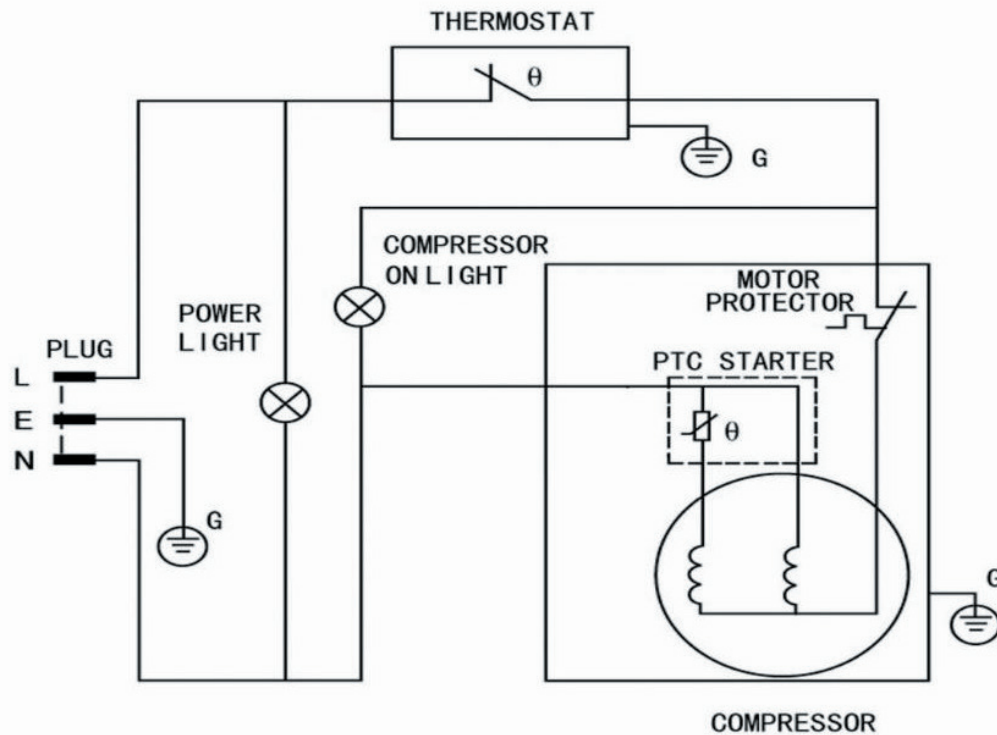 THERMOSTAT
θ
G
COMPRESSOR
ON LIGHT
MOTOR
PROTECTOR
POWER
LIGHT
PLUG
PTC STARTER
L
E
θ
N
G
G
COMPRESSOR